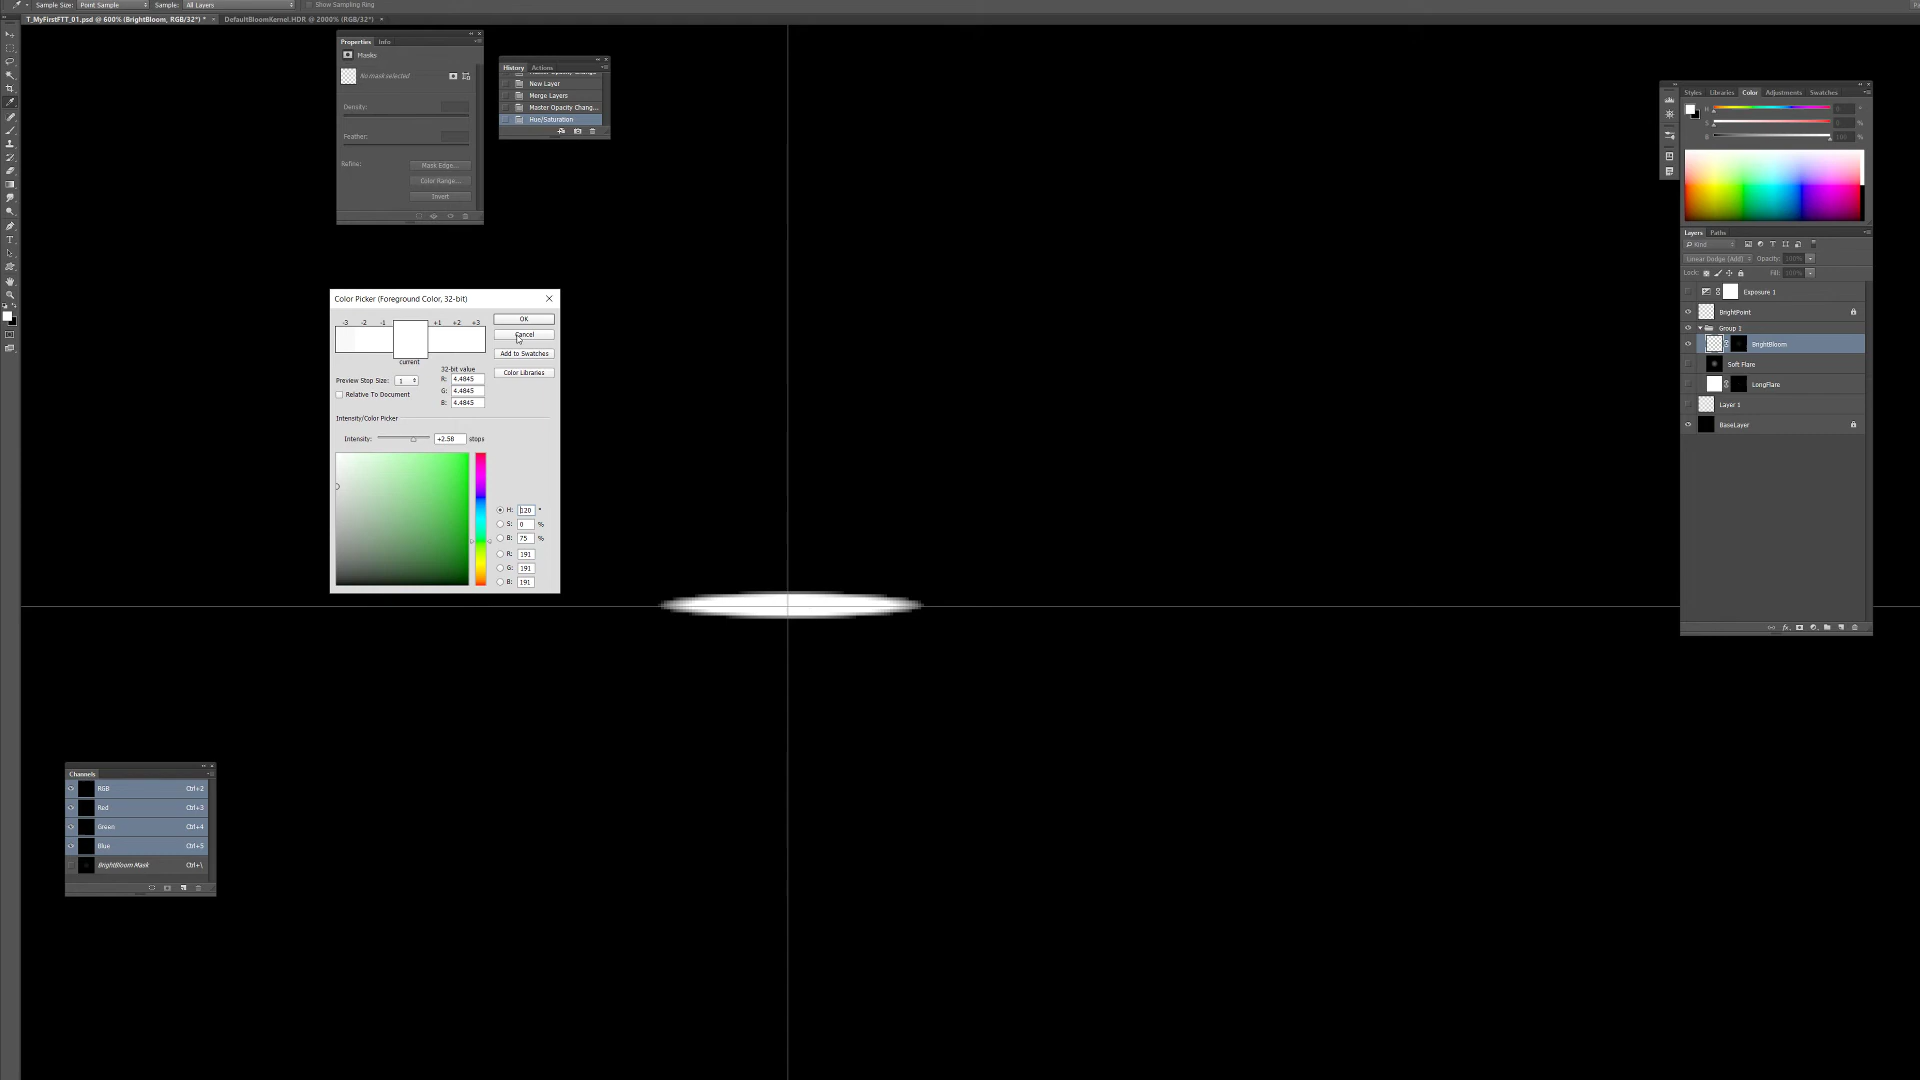 Sample Size: Point Sample Sample: All Layers Show Sampling Ring
T_MyFirstFTT_01.psd @ 600% (BrightBloom, RGB/32*) * × DefaultBloomKernel.HDR @ 2000% (RGB/32*) ×
Properties Info
Masks
No mask selected
Density:
Feather:
Refine:
Mask Edge...
Color Range...
Invert
History Actions
New Layer
Merge Layers
Master Opacity Chang...
Hue/Saturation
Color Picker (Foreground Color, 32-bit)
-3 -2 -1 +1 +2 +3
current
OK
Cancel
Add to Swatches
Color Libraries
32-bit value
R: 4.4845
G: 4.4845
B: 4.4845
Preview Stop Size: 1
Relative To Document
Intensity/Color Picker
Intensity: +2.58 stops
H: 120 °
S: 0 %
B: 75 %
R: 191
G: 191
B: 191
Channels
RGB Ctrl+2
Red Ctrl+3
Green Ctrl+4
Blue Ctrl+5
BrightBloom Mask Ctrl+\
Styles Libraries Color Adjustments Swatches
H 0 °
S 0 %
B 100 %
Layers Paths
Kind
Linear Dodge (Add) Opacity: 100%
Lock: Fill: 100%
Exposure 1
BrightPoint
Group 1
BrightBloom
Soft Flare
LongFlare
Layer 1
BaseLayer